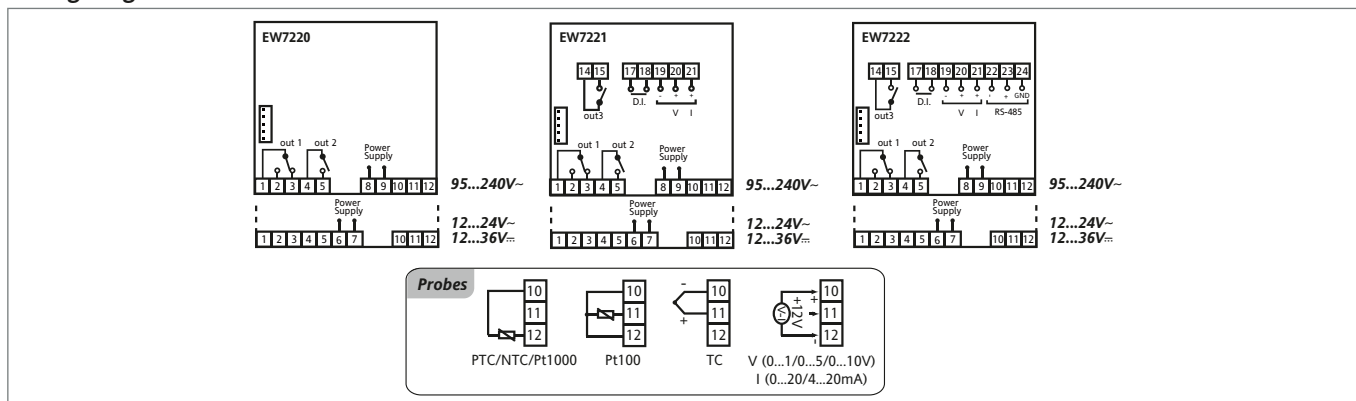 EW7220
out 1 out 2
Power
Supply
1 2 3 4 5 8 9 10 11 12
95...240V~
Power
Supply
12...24V~
1 2 3 4 5 6 7 10 11 12
12...36V⎓
EW7221
14 15 17 18 19 20 21
- + +
D.I.
V I
out3
out 1 out 2
Power
Supply
1 2 3 4 5 8 9 10 11 12
95...240V~
Power
Supply
12...24V~
1 2 3 4 5 6 7 10 11 12
12...36V⎓
EW7222
14 15 17 18 19 20 21 22 23 24
- + + - + GND
D.I.
V I RS-485
out3
out 1 out 2
Power
Supply
1 2 3 4 5 8 9 10 11 12
95...240V~
Power
Supply
12...24V~
1 2 3 4 5 6 7 10 11 12
12...36V⎓
Probes
10
11
12
PTC/NTC/Pt1000
10
11
12
Pt100
-
+
10
11
12
TC
V-I
+12V
+
-
10
11
12
V (0...1/0...5/0...10V)
I (0...20/4...20mA)